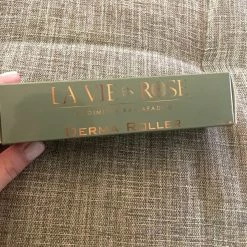 LA VIE EN ROSE
DERMA ROLLER